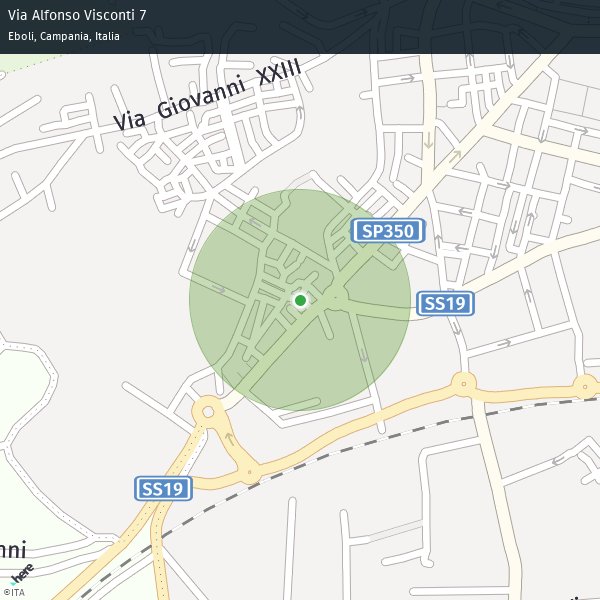 Via Alfonso Visconti 7
Eboli, Campania, Italia
Via Giovanni XXIII
SP350
SS19
SS19
nni
here
©ITA